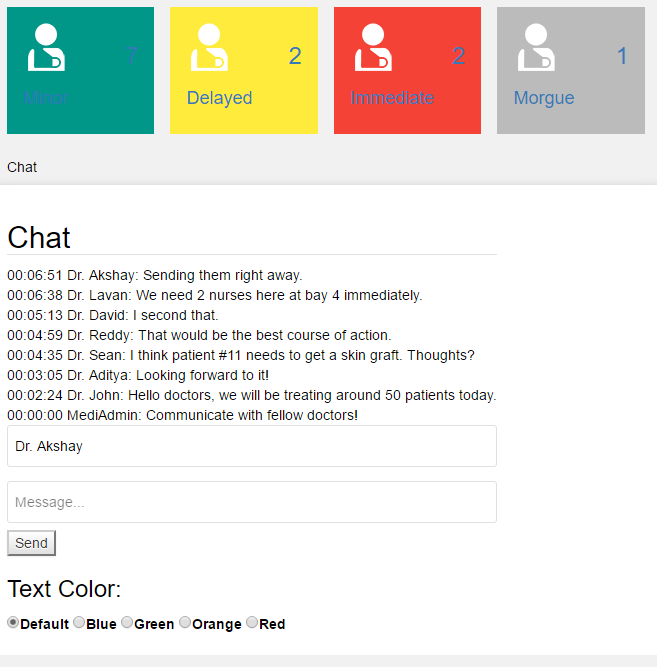 7
Minor
2
Delayed
2
Immediate
1
Morgue
Chat
Chat
00:06:51 Dr. Akshay: Sending them right away.
00:06:38 Dr. Lavan: We need 2 nurses here at bay 4 immediately.
00:05:13 Dr. David: I second that.
00:04:59 Dr. Reddy: That would be the best course of action.
00:04:35 Dr. Sean: I think patient #11 needs to get a skin graft. Thoughts?
00:03:05 Dr. Aditya: Looking forward to it!
00:02:24 Dr. John: Hello doctors, we will be treating around 50 patients today.
00:00:00 MediAdmin: Communicate with fellow doctors!
Dr. Akshay
Message...
Send
Text Color:
Default Blue Green Orange Red